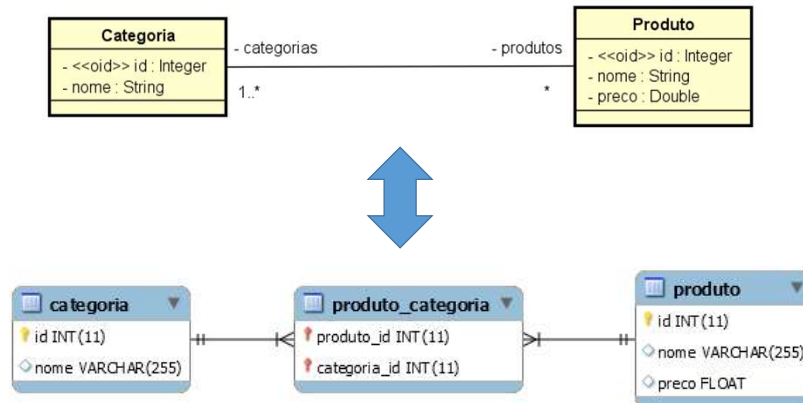 Categoria
- <<oid>> id : Integer
- nome : String
- categorias
1..*
- produtos
*
Produto
- <<oid>> id : Integer
- nome : String
- preco : Double
categoria
id INT(11)
nome VARCHAR(255)
produto_categoria
produto_id INT(11)
categoria_id INT(11)
produto
id INT(11)
nome VARCHAR(255)
preco FLOAT